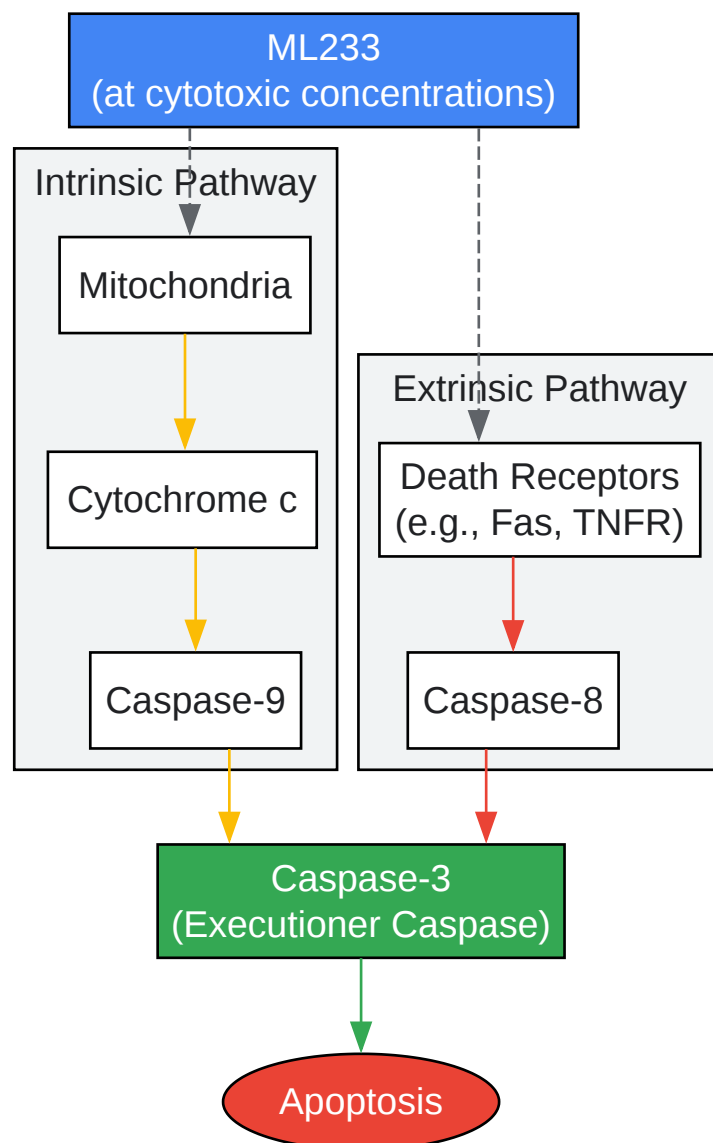 ML233
(at cytotoxic concentrations)
Intrinsic Pathway
Mitochondria
Cytochrome c
Caspase-9
Extrinsic Pathway
Death Receptors
(e.g., Fas, TNFR)
Caspase-8
Caspase-3
(Executioner Caspase)
Apoptosis